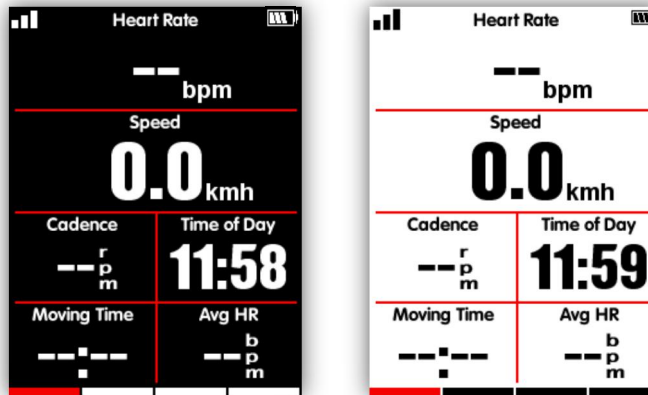 Heart Rate
-- bpm
Speed
0.0 kmh
Cadence
Time of Day
-- rpm
11:58
Moving Time
Avg HR
--:--
-- bpm
Heart Rate
-- bpm
Speed
0.0 kmh
Cadence
Time of Day
-- rpm
11:59
Moving Time
Avg HR
--:--
-- bpm